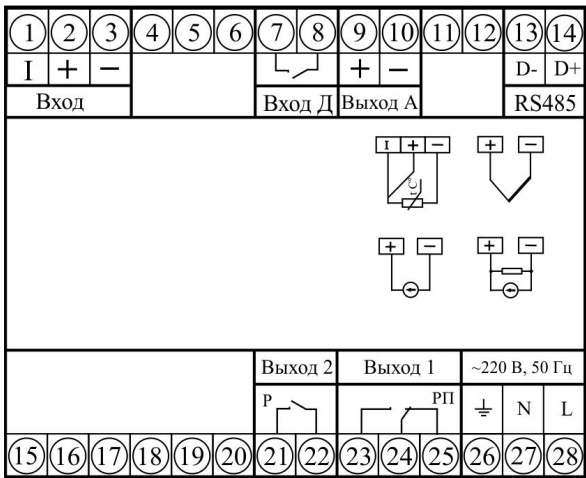 1 2 3 4 5 6 7 8 9 10 11 12 13 14
I + − + − D- D+
Вход Вход Д Выход А RS485
I + − + −
t C°
+ − + −
Выход 2 Выход 1 ~220 В, 50 Гц
Р РП N L
15 16 17 18 19 20 21 22 23 24 25 26 27 28